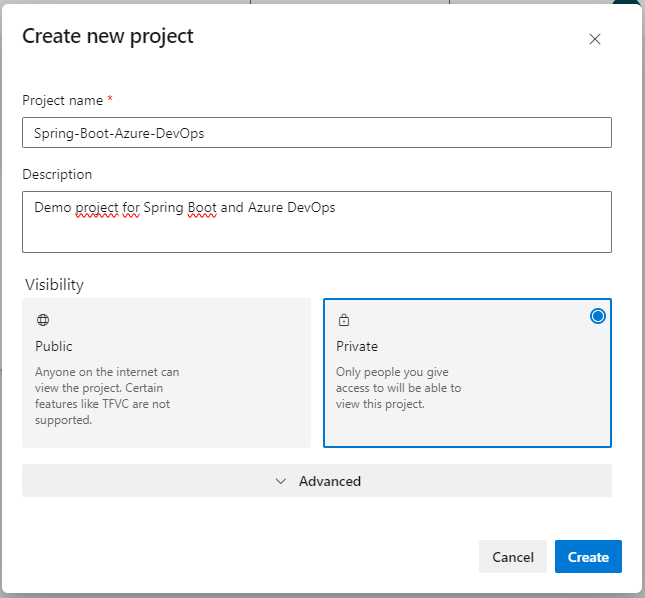 Create new project
Project name *
Spring-Boot-Azure-DevOps
Description
Demo project for Spring Boot and Azure DevOps
Visibility
Public
Anyone on the internet can
view the project. Certain
features like TFVC are not
supported.
Private
Only people you give
access to will be able to
view this project.
Advanced
Cancel
Create